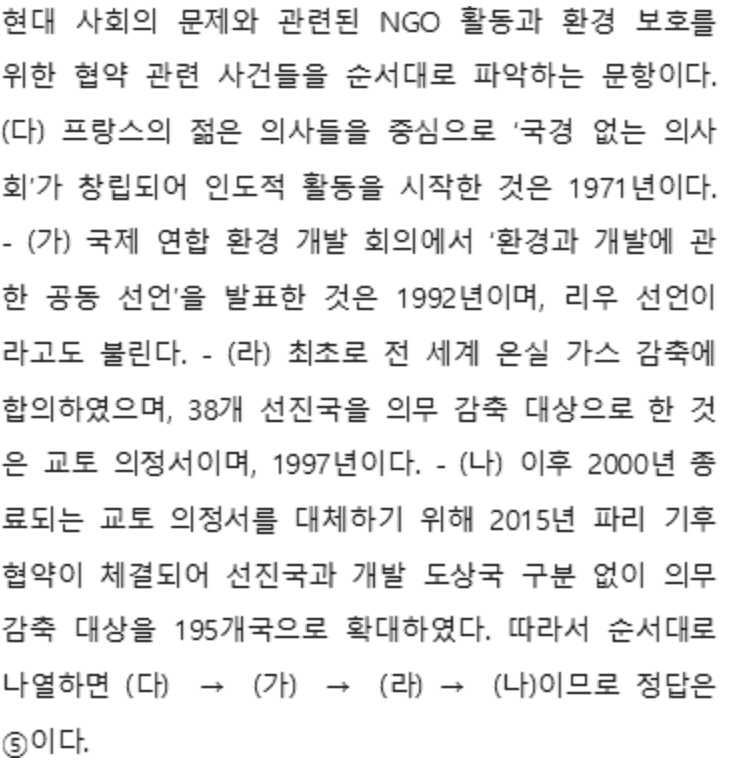 현대 사회의 문제와 관련된 NGO 활동과 환경 보호를
위한 협약 관련 사건들을 순서대로 파악하는 문항이다.
(다) 프랑스의 젊은 의사들을 중심으로 '국경 없는 의사
회'가 창립되어 인도적 활동을 시작한 것은 1971년이다.
- (가) 국제 연합 환경 개발 회의에서 '환경과 개발에 관
한 공동 선언'을 발표한 것은 1992년이며, 리우 선언이
라고도 불린다. - (라) 최초로 전 세계 온실 가스 감축에
합의하였으며, 38개 선진국을 의무 감축 대상으로 한 것
은 교토 의정서이며, 1997년이다. - (나) 이후 2000년 종
료되는 교토 의정서를 대체하기 위해 2015년 파리 기후
협약이 체결되어 선진국과 개발 도상국 구분 없이 의무
감축 대상을 195개국으로 확대하였다. 따라서 순서대로
나열하면 (다) → (가) → (라) → (나)이므로 정답은
⑤이다.